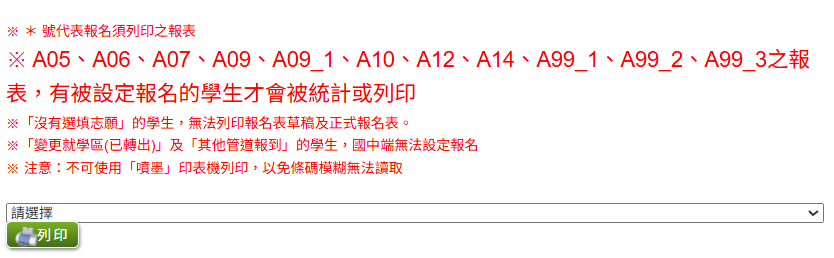 ※ ＊ 號代表報名須列印之報表
※ A05、A06、A07、A09、A09_1、A10、A12、A14、A99_1、A99_2、A99_3之報
表，有被設定報名的學生才會被統計或列印
※「沒有選填志願」的學生，無法列印報名表草稿及正式報名表。
※「變更就學區(已轉出)」及「其他管道報到」的學生，國中端無法設定報名
※ 注意：不可使用「噴墨」印表機列印，以免條碼模糊無法讀取
請選擇
列印